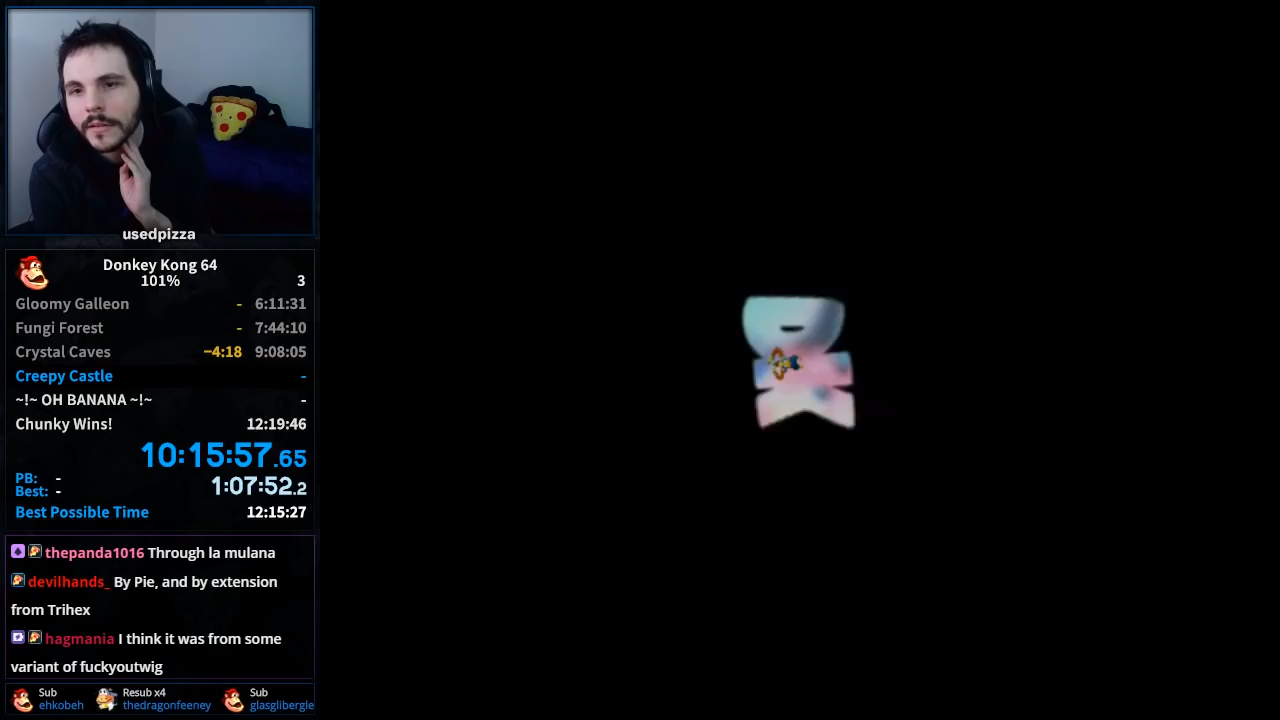 usedpizza
Donkey Kong 64
101% 3
Gloomy Galleon - 6:11:31
Fungi Forest - 7:44:10
Crystal Caves −4:18 9:08:05
Creepy Castle -
~!~ OH BANANA ~!~ -
Chunky Wins! 12:19:46
10:15:57.65
PB: -
Best: - 1:07:52.2
Best Possible Time 12:15:27
thepanda1016 Through la mulana
devilhands_ By Pie, and by extension
from Trihex
hagmania I think it was from some
variant of fuckyoutwig
Sub Resub x4 Sub
ehkobeh thedragonfeeney glasglibergle